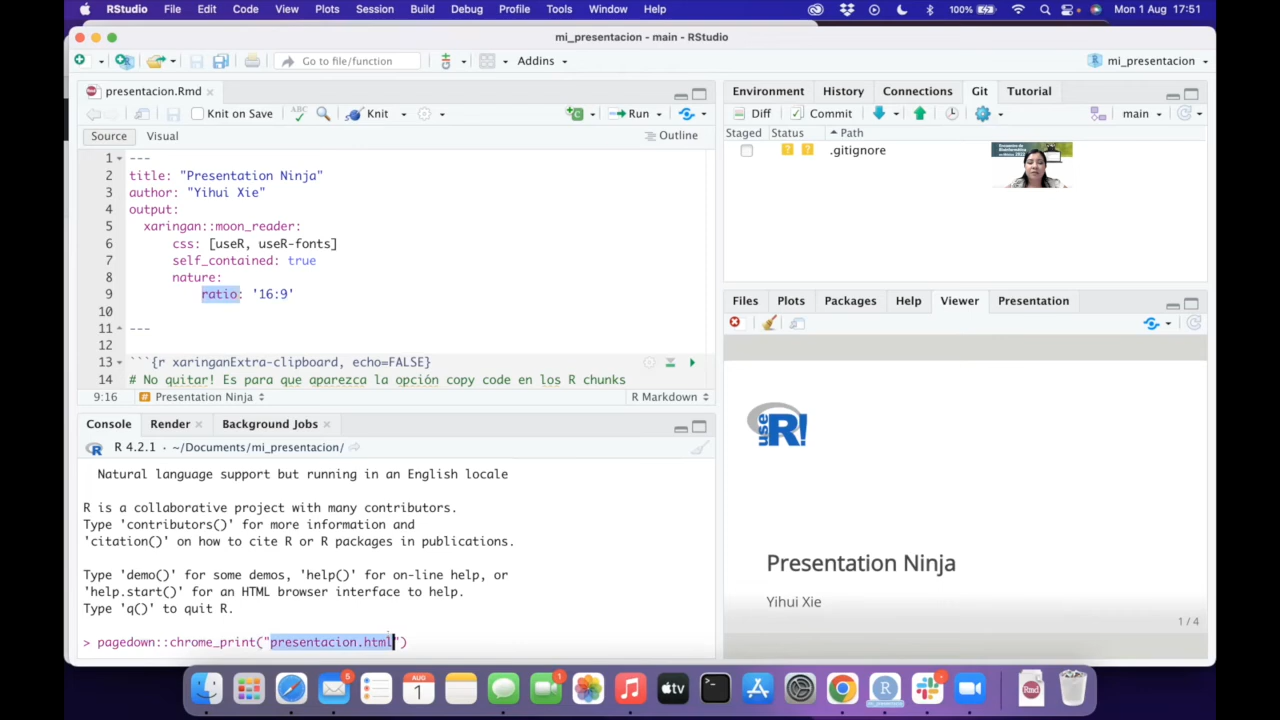 RStudio File Edit Code View Plots Session Build Debug Profile Tools Window Help 100% Mon 1 Aug 17:51
mi_presentacion - main - RStudio
Go to file/function Addins mi_presentacion
presentacion.Rmd
Knit on Save ABC Knit Run
Source Visual Outline
1 ---
2 title: "Presentation Ninja"
3 author: "Yihui Xie"
4 output:
5 xaringan::moon_reader:
6 css: [useR, useR-fonts]
7 self_contained: true
8 nature:
9 ratio: '16:9'
10
11 ---
12
13 ```{r xaringanExtra-clipboard, echo=FALSE}
14 # No quitar! Es para que aparezca la opción copy code en los R chunks
9:16 # Presentation Ninja R Markdown
Console Render Background Jobs
R 4.2.1 · ~/Documents/mi_presentacion/
Natural language support but running in an English locale
R is a collaborative project with many contributors.
Type 'contributors()' for more information and
'citation()' on how to cite R or R packages in publications.
Type 'demo()' for some demos, 'help()' for on-line help, or
'help.start()' for an HTML browser interface to help.
Type 'q()' to quit R.
> pagedown::chrome_print("presentacion.html")
Environment History Connections Git Tutorial
Diff Commit main
Staged Status Path
? ? .gitignore
Files Plots Packages Help Viewer Presentation
useR!
Presentation Ninja
Yihui Xie
1 / 4
5 AUG 1 1 tv >_ R Rmd